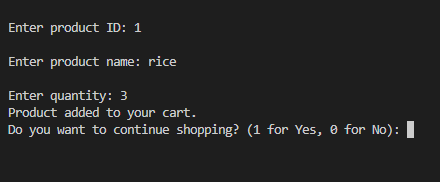 Enter product ID: 1
Enter product name: rice
Enter quantity: 3
Product added to your cart.
Do you want to continue shopping? (1 for Yes, 0 for No):